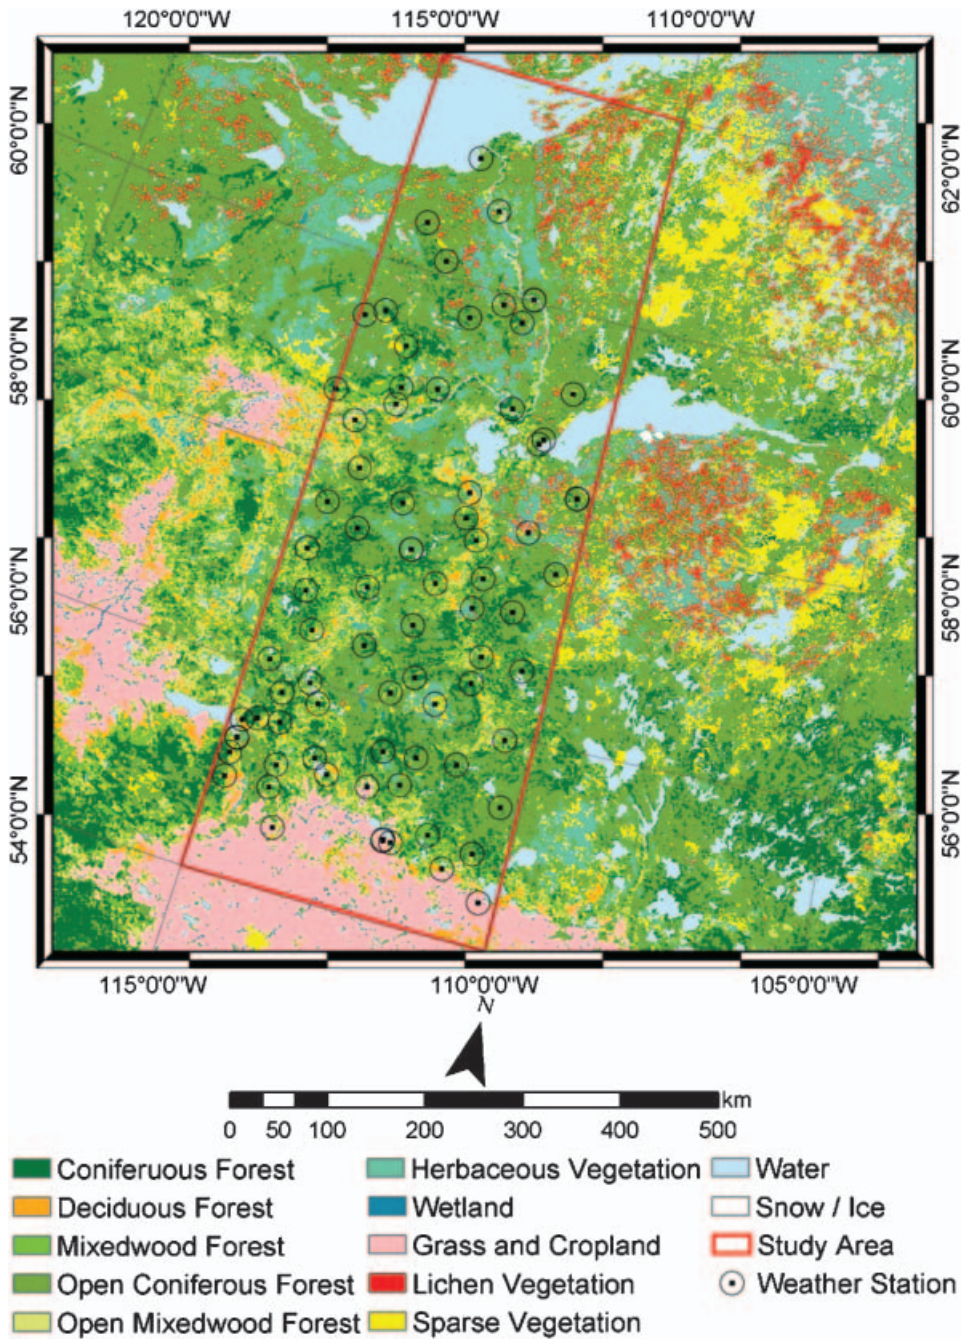 120°0'0"W 115°0'0"W 110°0'0"W
60°0'0"N
58°0'0"N
56°0'0"N
54°0'0"N
62°0'0"N
60°0'0"N
58°0'0"N
56°0'0"N
115°0'0"W 110°0'0"W 105°0'0"W
N
km
0 50 100 200 300 400 500
Coniferuous Forest
Deciduous Forest
Mixedwood Forest
Open Coniferous Forest
Open Mixedwood Forest
Herbaceous Vegetation
Wetland
Grass and Cropland
Lichen Vegetation
Sparse Vegetation
Water
Snow / Ice
Study Area
Weather Station